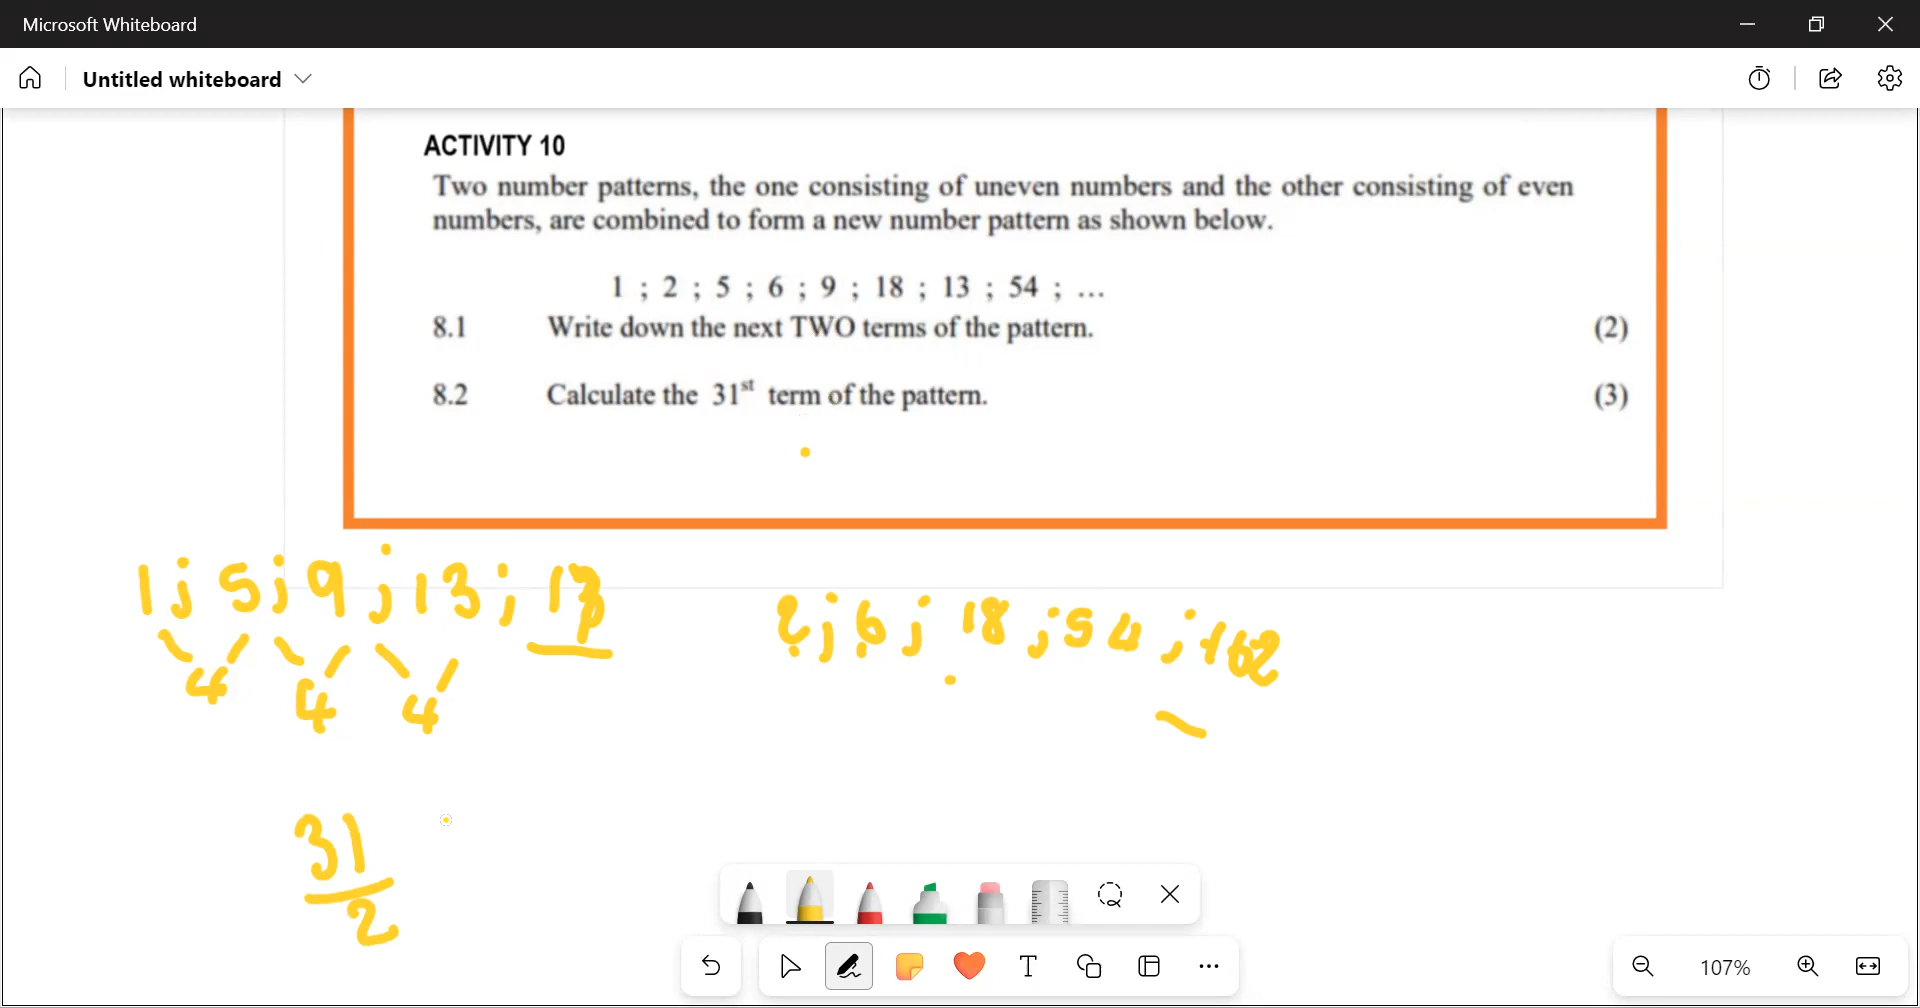 Microsoft Whiteboard
Untitled whiteboard
ACTIVITY 10
Two number patterns, the one consisting of uneven numbers and the other consisting of even
numbers, are combined to form a new number pattern as shown below.
1 ; 2 ; 5 ; 6 ; 9 ; 18 ; 13 ; 54 ; ...
8.1 Write down the next TWO terms of the pattern. (2)
8.2 Calculate the 31st term of the pattern. (3)
1; 5; 9; 13; 17
2; 6; 18; 54; 162
4 4 4
31
2
T
107%